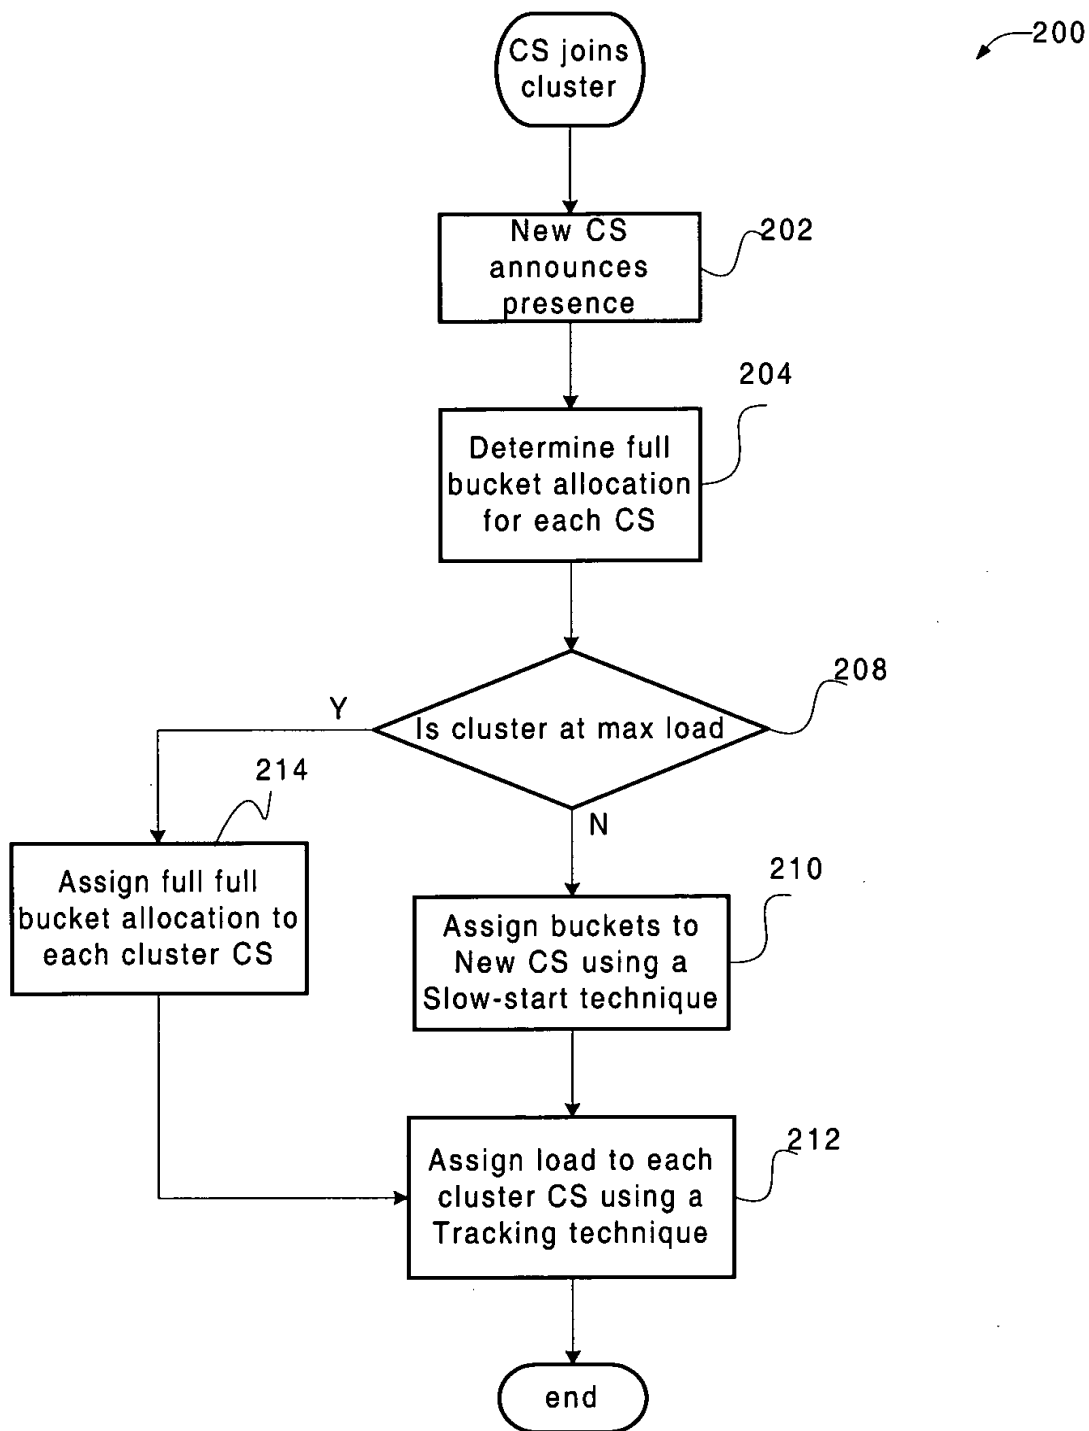 CS joins
cluster
200
New CS
announces
presence
202
204
Determine full
bucket allocation
for each CS
208
Y
Is cluster at max load
214
N
Assign full full
bucket allocation to
each cluster CS
210
Assign buckets to
New CS using a
Slow-start technique
212
Assign load to each
cluster CS using a
Tracking technique
end